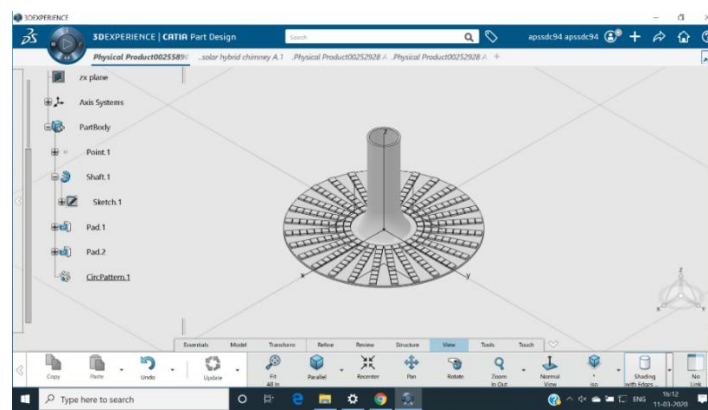 3DEXPERIENCE
3DEXPERIENCE | CATIA Part Design
Search
apssdc94 apssdc94
Physical Product0025589
..solar hybrid chimney A.1
.Physical Product00252928 A
.Physical Product00252928 A
zx plane
Axis Systems
PartBody
Point.1
Shaft.1
Sketch.1
Pad.1
Pad.2
CircPattern.1
z
x
y
Essentials
Model
Transform
Refine
Review
Structure
View
Tools
Touch
Copy
Paste
Undo
Update
Fit All In
Parallel
Recenter
Pan
Rotate
Zoom In Out
Normal View
Iso
Shading with Edges
No Link
Type here to search
ENG
16:12
11-03-2020